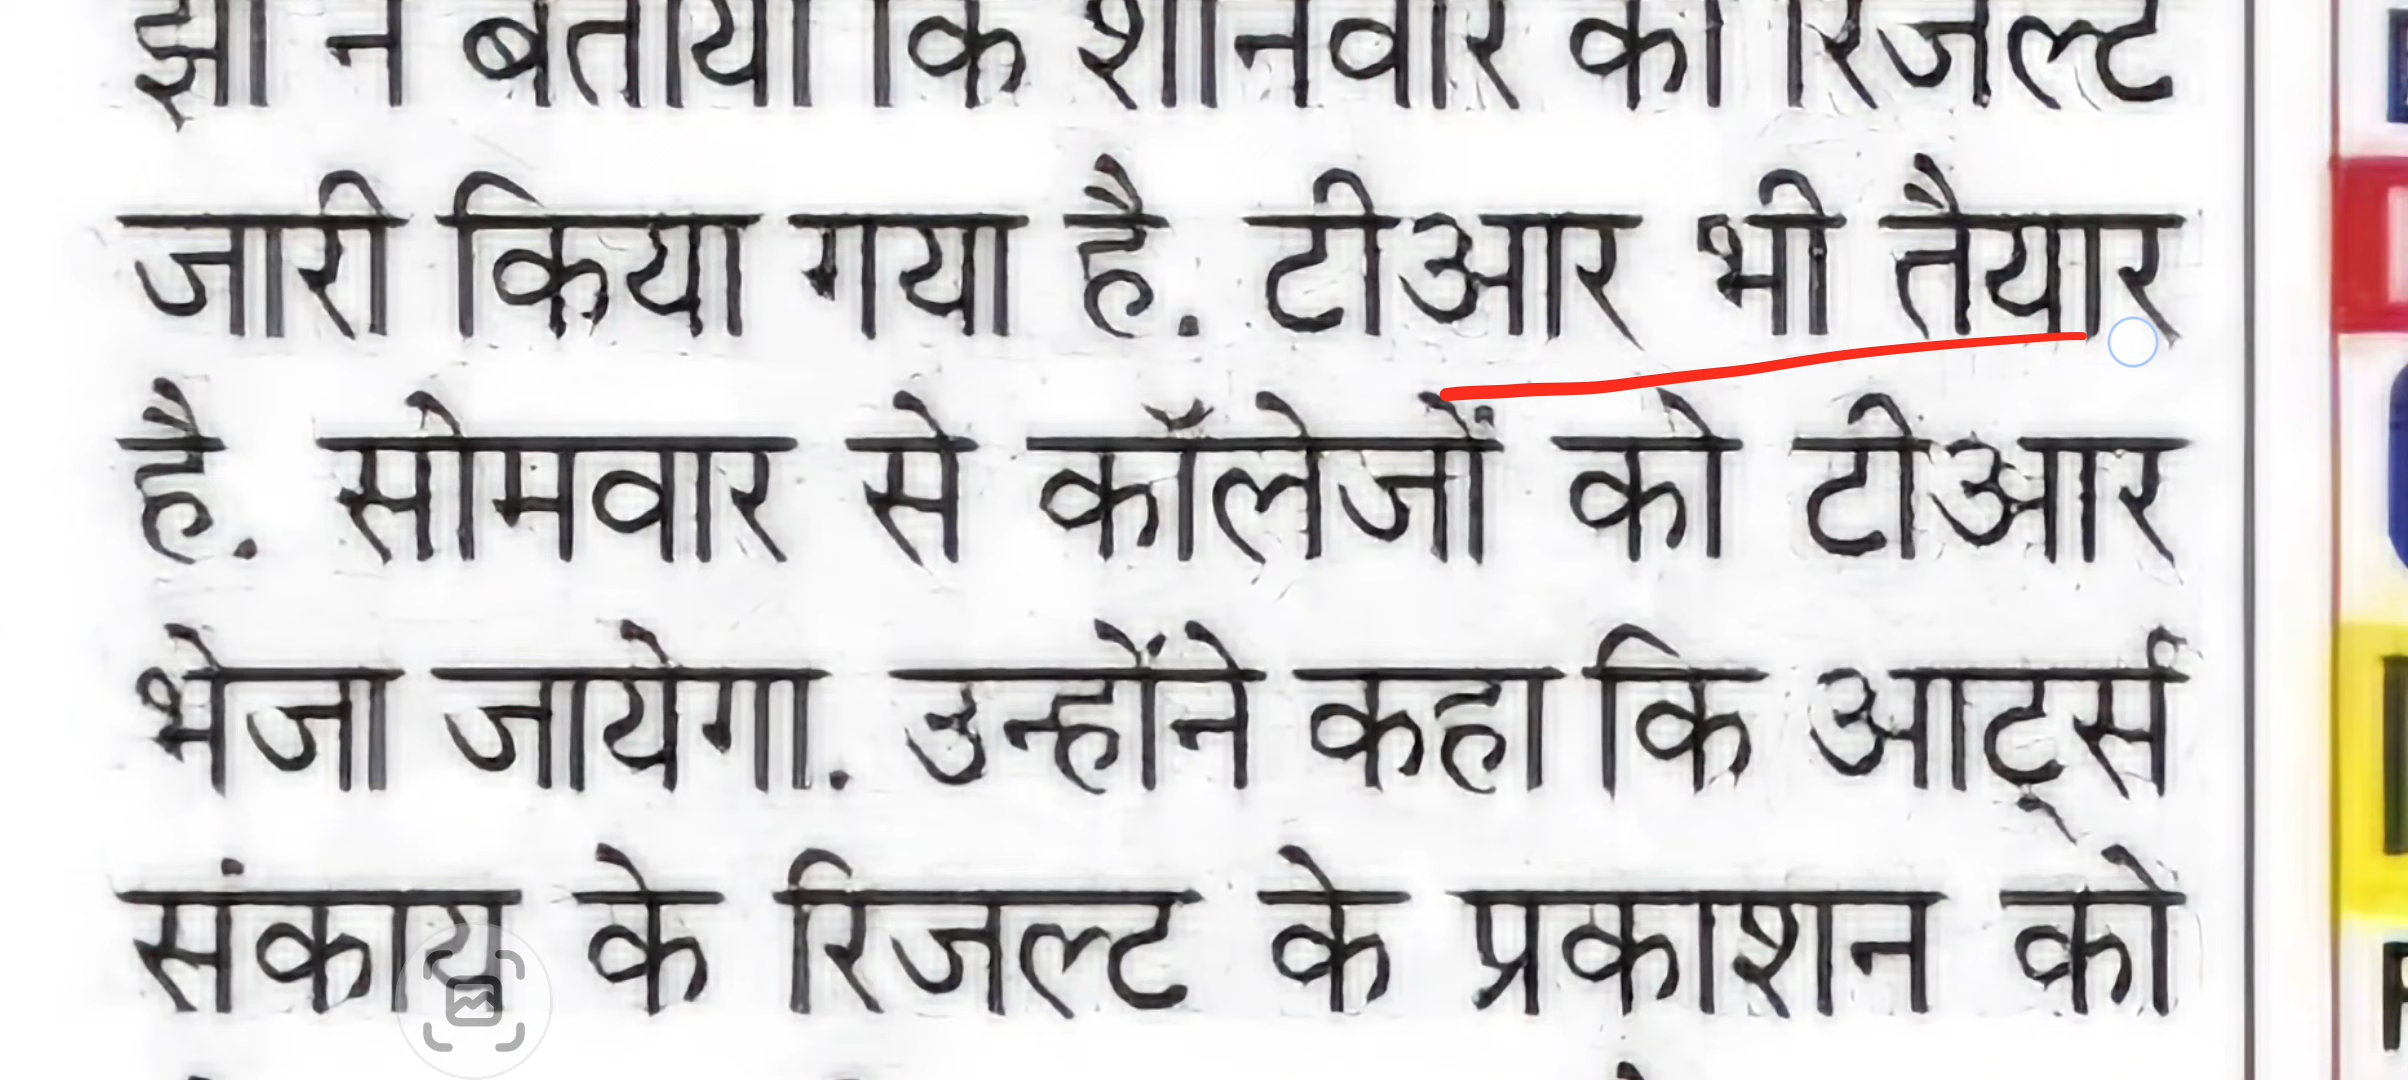 झा ने बताया कि शनिवार को रिजल्ट
जारी किया गया है. टीआर भी तैयार
है. सोमवार से कॉलेजों को टीआर
भेजा जायेगा. उन्होंने कहा कि आर्ट्स
संकाय के रिजल्ट के प्रकाशन को